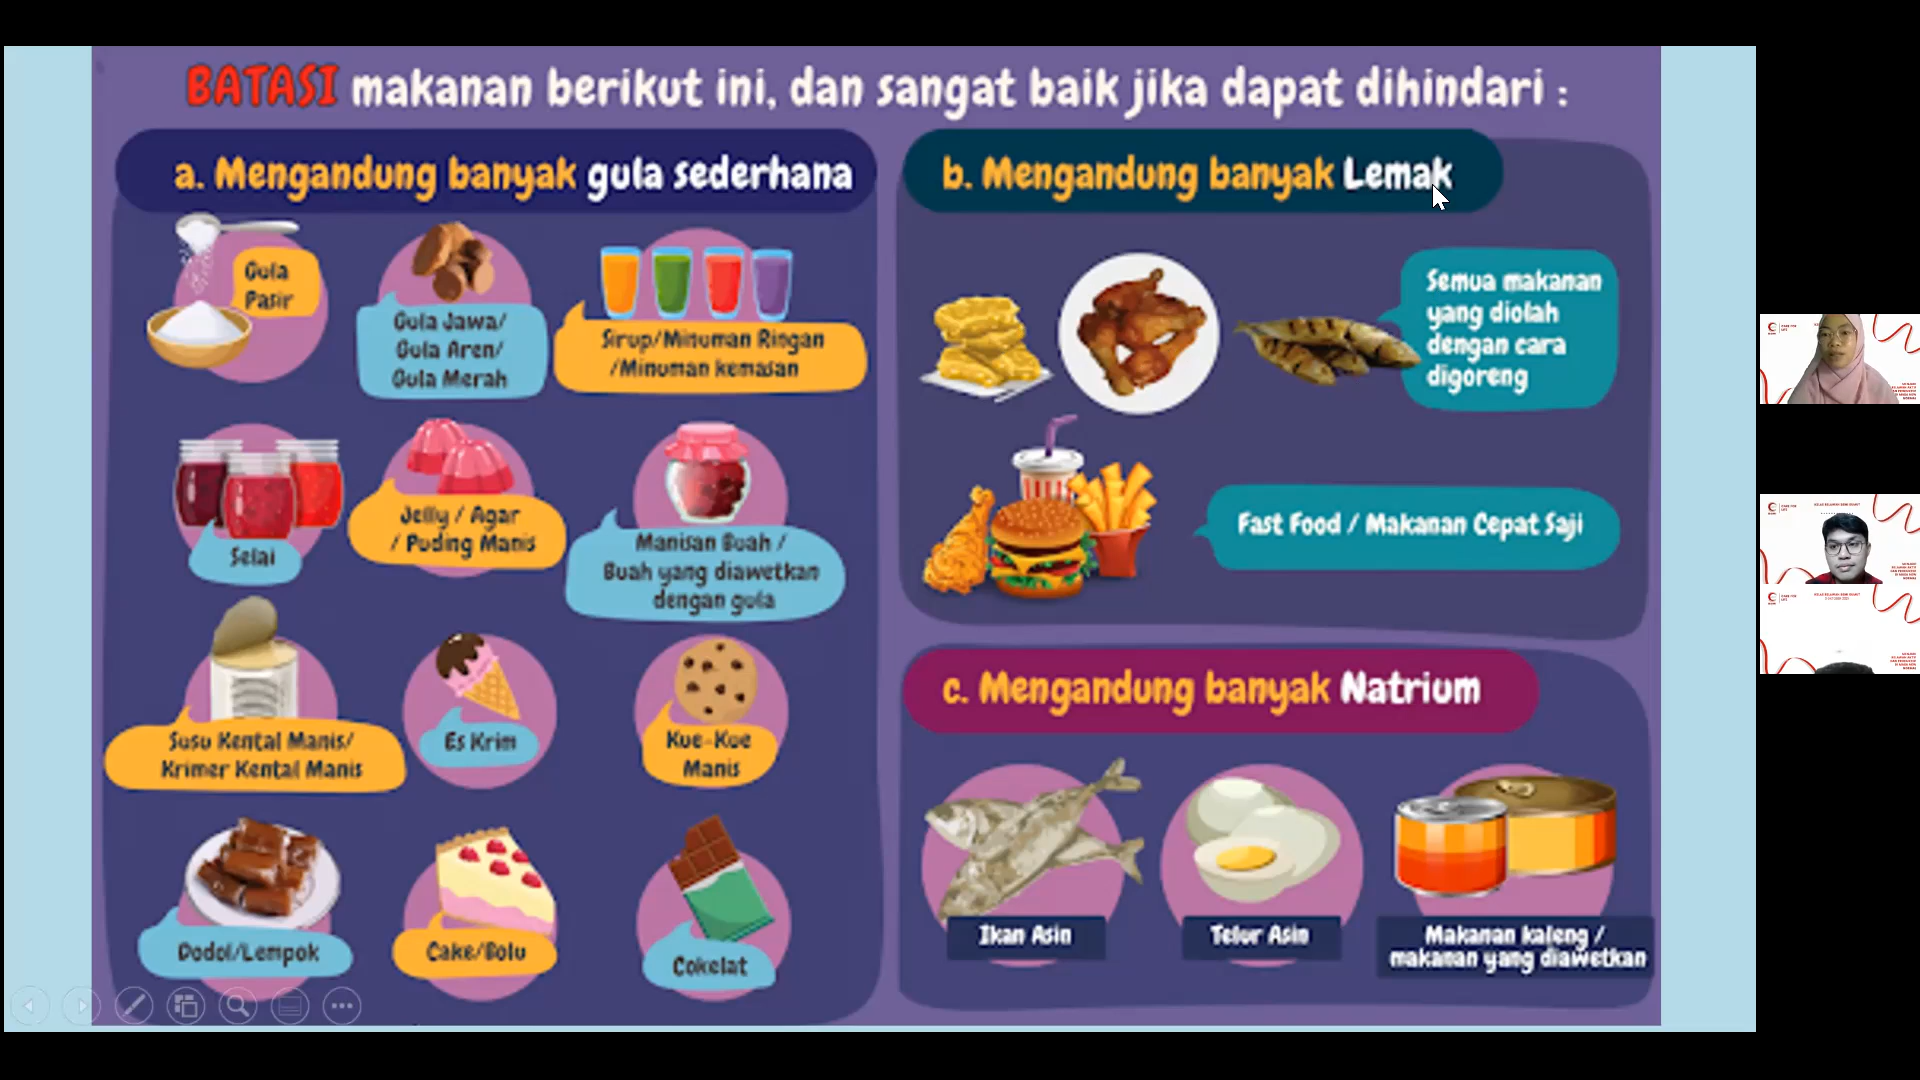 BATASI makanan berikut ini, dan sangat baik jika dapat dihindari :
a. Mengandung banyak gula sederhana
Gula
Pasir
Gula Jawa/
Gula Aren/
Gula Merah
Sirup/Minuman Ringan
/Minuman kemasan
Selai
Jelly / Agar
/ Puding Manis
Manisan Buah /
Buah yang diawetkan
dengan gula
Susu Kental Manis/
Krimer Kental Manis
Es Krim
Kue-Kue
Manis
Dodol/Lempok
Cake/Bolu
Cokelat
b. Mengandung banyak Lemak
Semua makanan
yang diolah
dengan cara
digoreng
Fast Food / Makanan Cepat Saji
c. Mengandung banyak Natrium
Ikan Asin
Telur Asin
Makanan kaleng /
makanan yang diawetkan